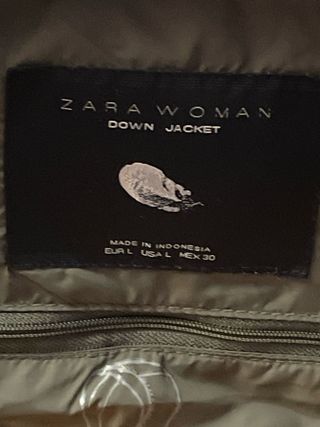 ZARA WOMAN
DOWN JACKET
MADE IN INDONESIA
EUR L USA L MEX 30